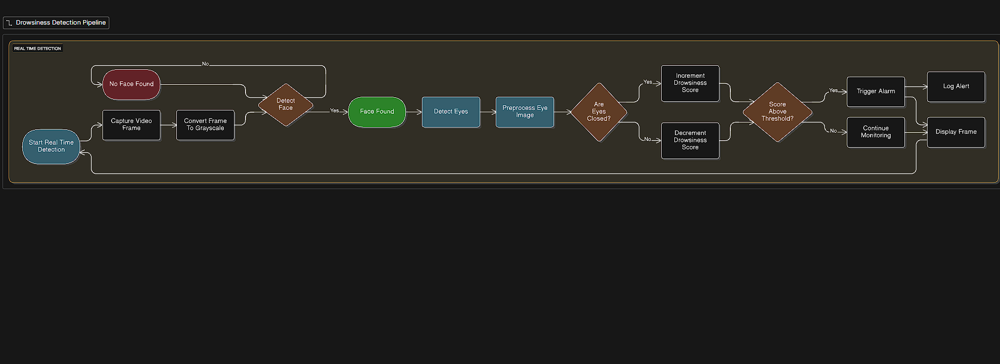 Drowsiness Detection Pipeline
REAL TIME DETECTION
No
No Face Found
Detect
Face
Capture Video
Frame
Convert Frame
To Grayscale
Start Real Time
Detection
Yes
Face Found
Detect Eyes
Preprocess Eye
Image
Are
Eyes
Closed?
Yes
Increment
Drowsiness
Score
No
Decrement
Drowsiness
Score
Score
Above
Threshold?
Yes
Trigger Alarm
Log Alert
No
Continue
Monitoring
Display Frame